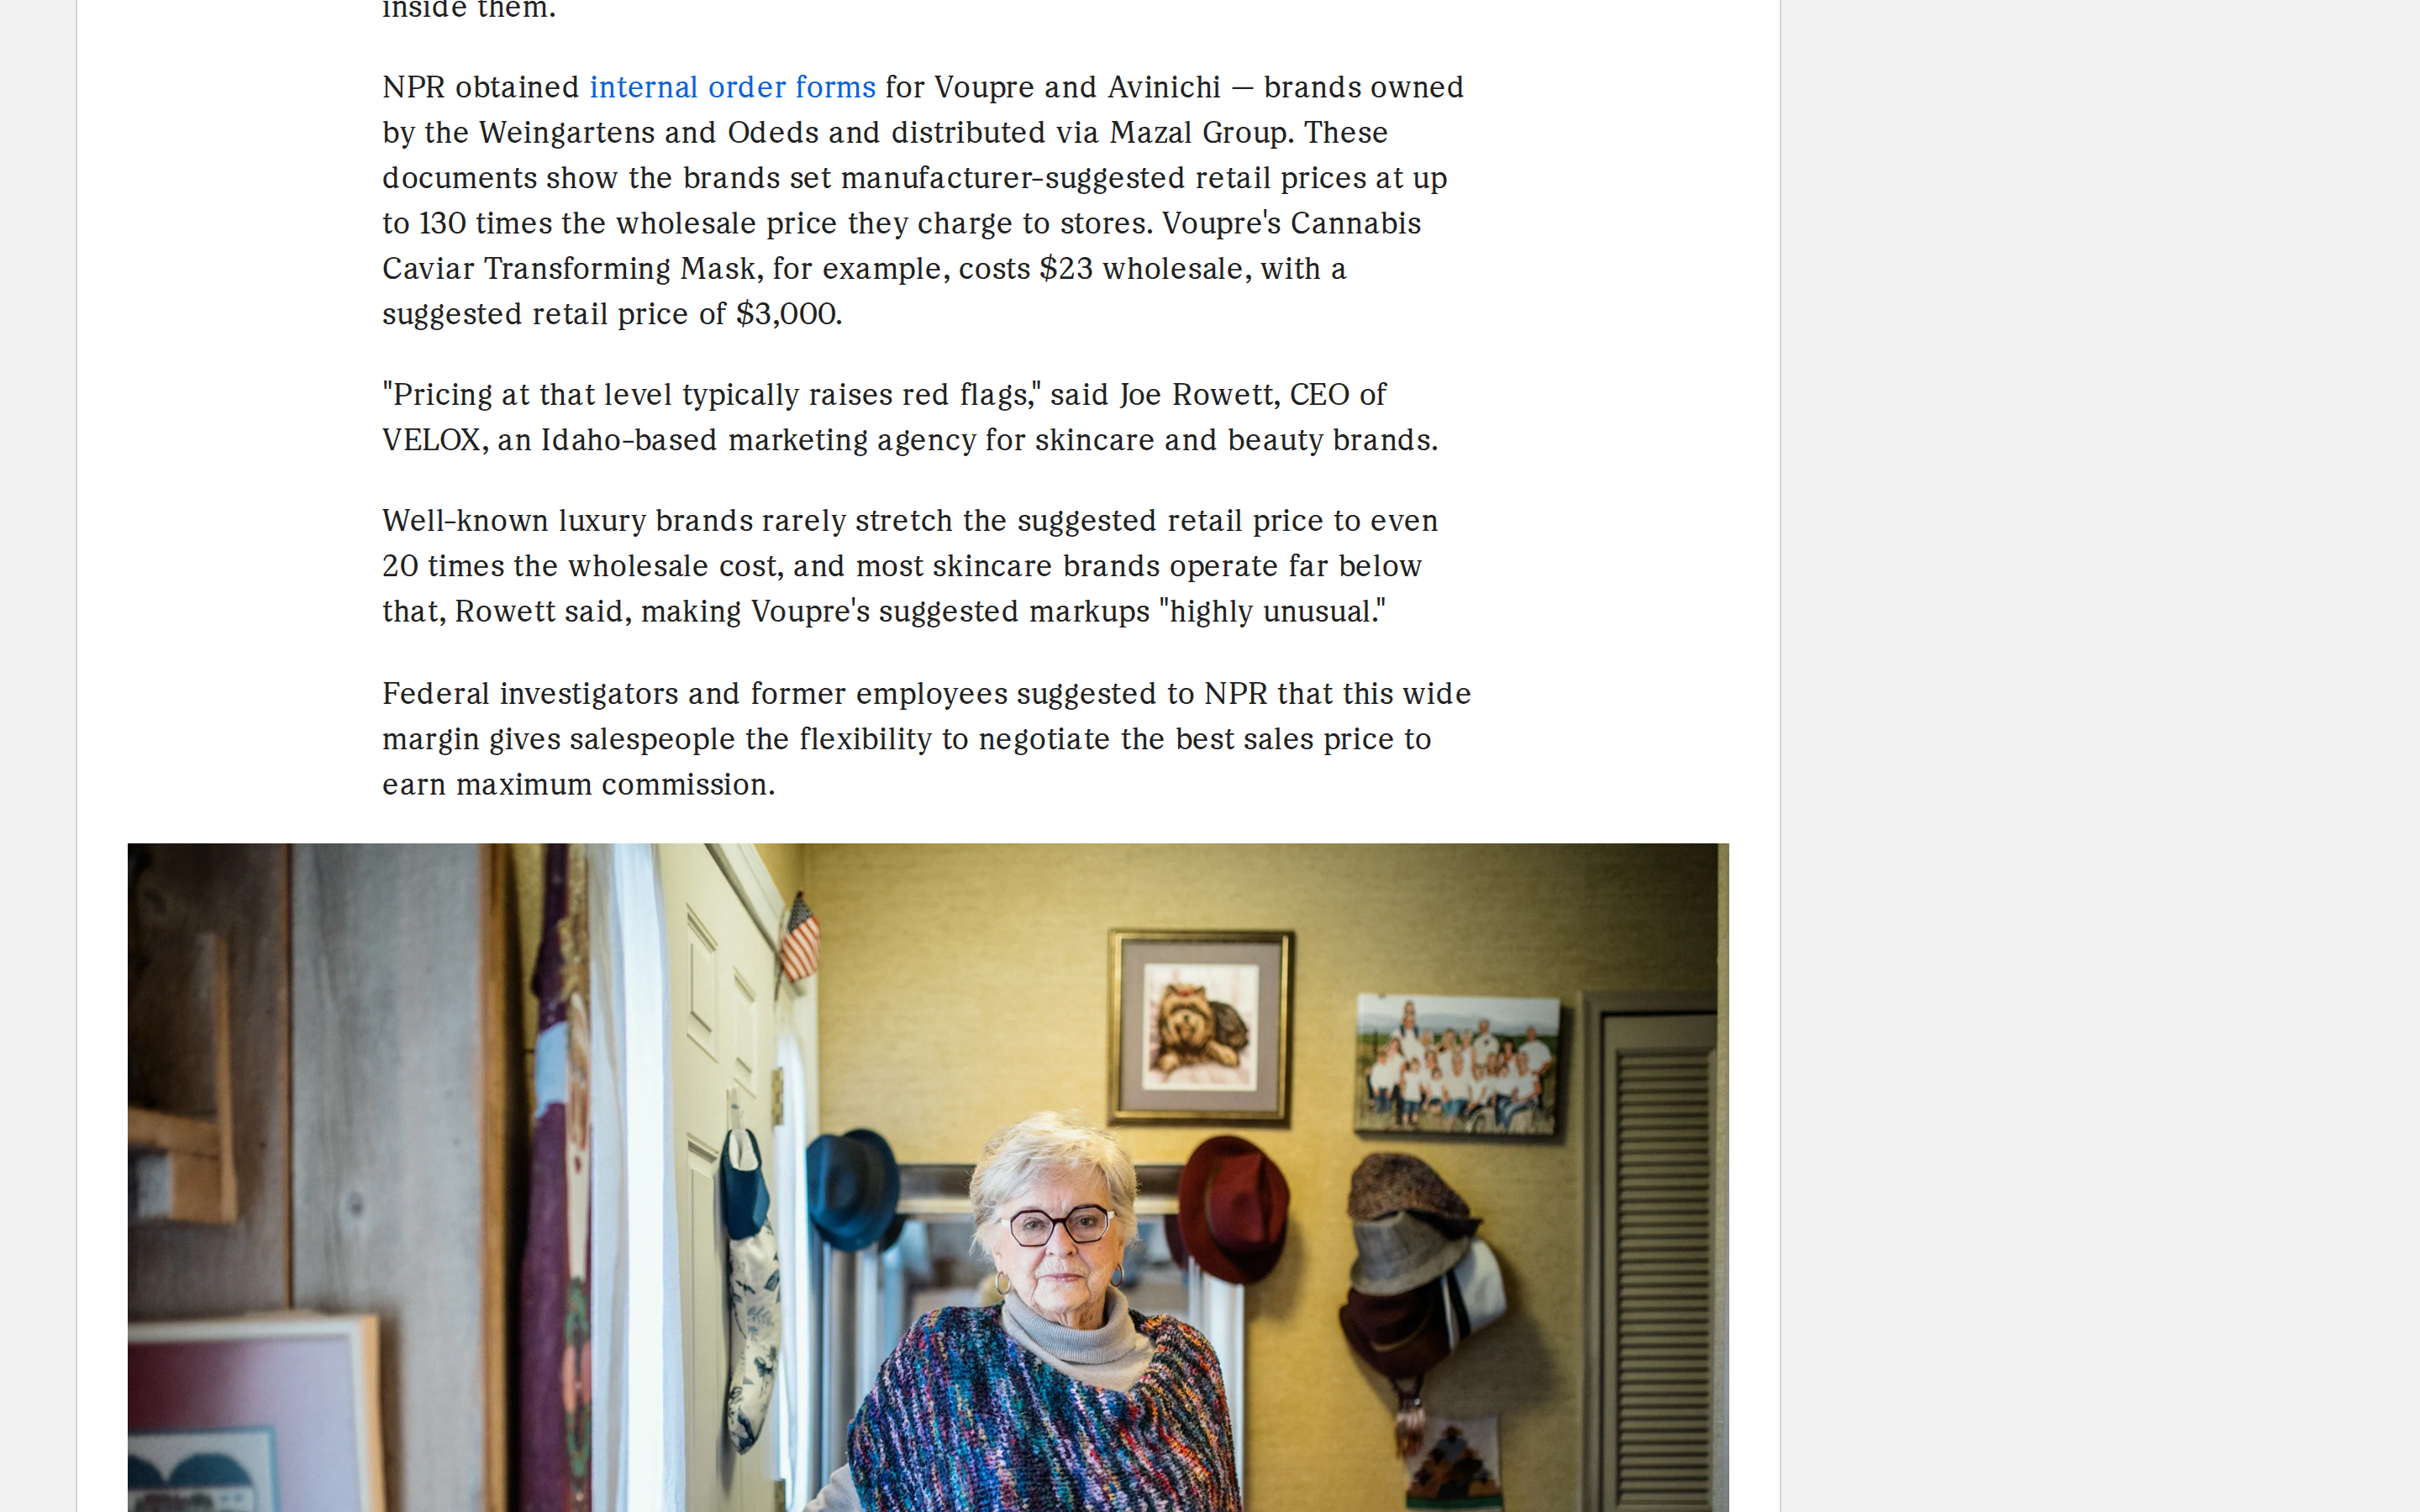 inside them.
NPR obtained internal order forms for Voupre and Avinichi — brands owned
by the Weingartens and Odeds and distributed via Mazal Group. These
documents show the brands set manufacturer-suggested retail prices at up
to 130 times the wholesale price they charge to stores. Voupre's Cannabis
Caviar Transforming Mask, for example, costs $23 wholesale, with a
suggested retail price of $3,000.
"Pricing at that level typically raises red flags," said Joe Rowett, CEO of
VELOX, an Idaho-based marketing agency for skincare and beauty brands.
Well-known luxury brands rarely stretch the suggested retail price to even
20 times the wholesale cost, and most skincare brands operate far below
that, Rowett said, making Voupre's suggested markups "highly unusual."
Federal investigators and former employees suggested to NPR that this wide
margin gives salespeople the flexibility to negotiate the best sales price to
earn maximum commission.